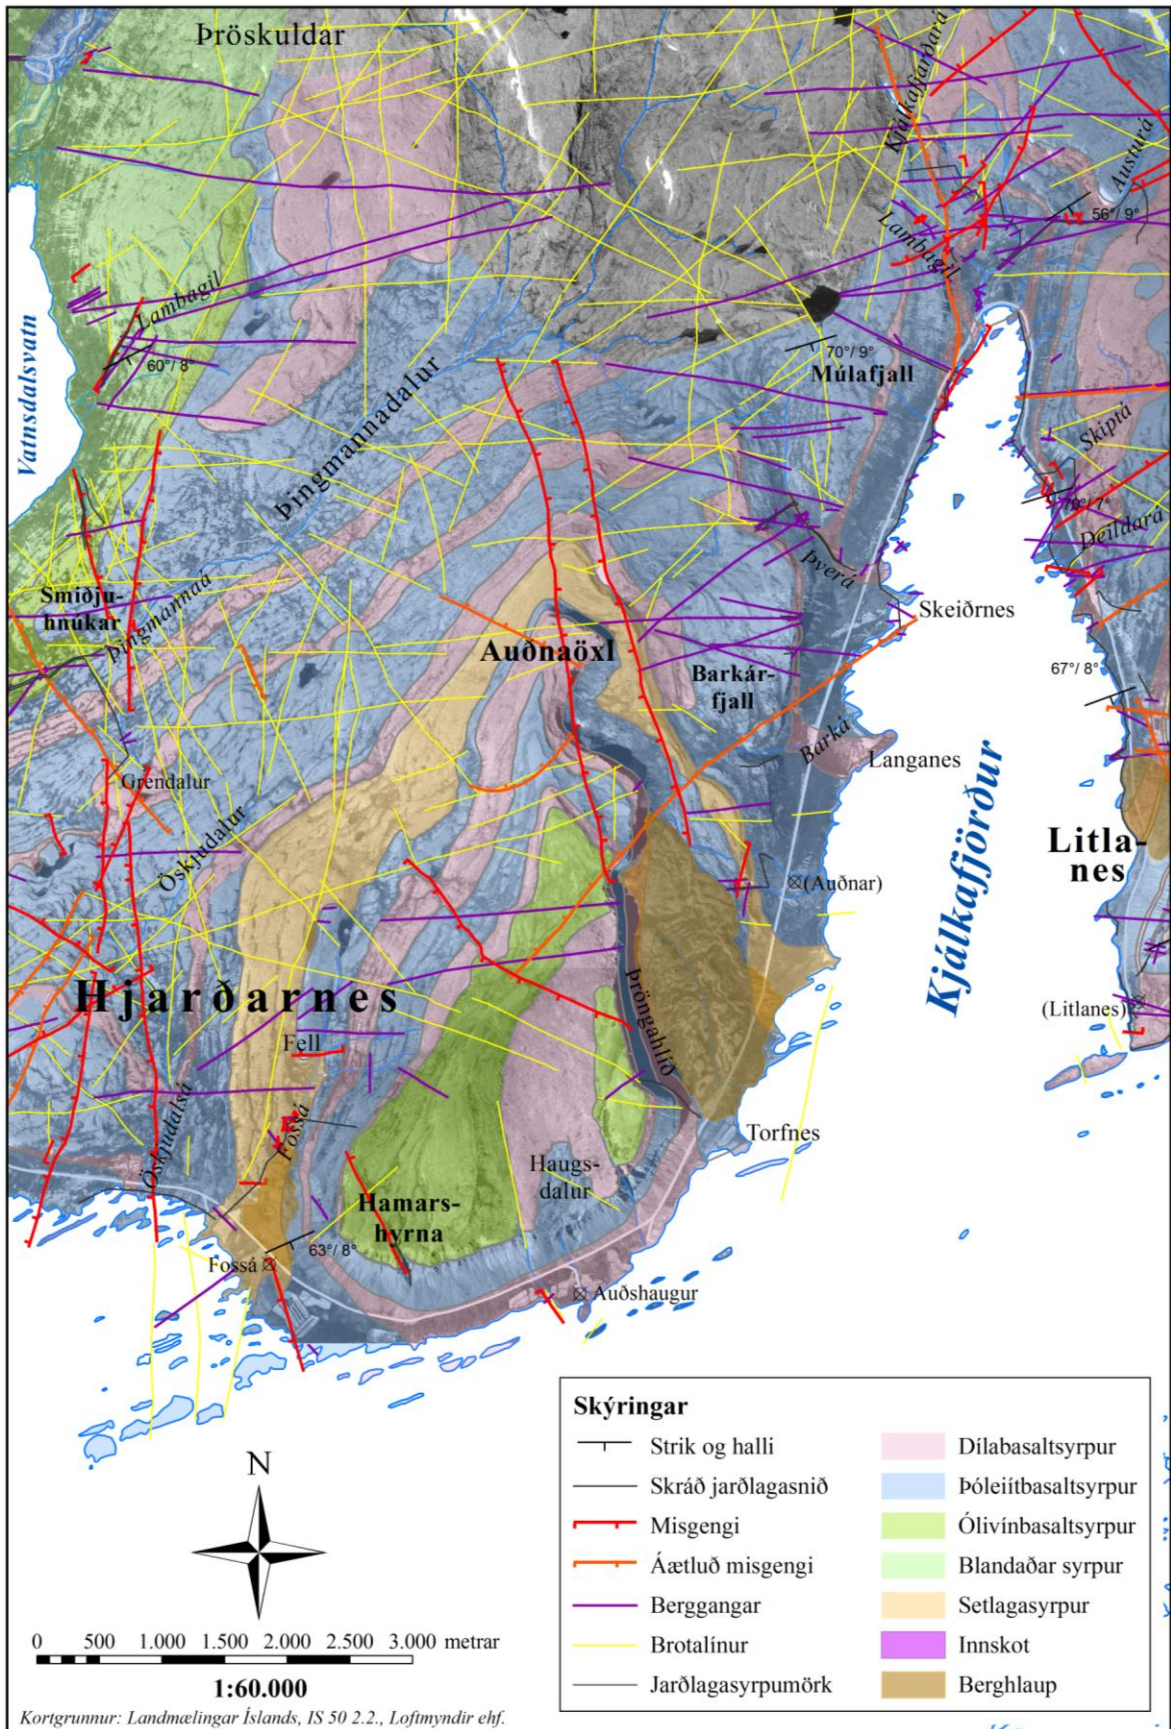 Þröskuldar
Kjálkafjarðará
Austurá
56°/ 9°
Lambagil
Lambagil
Vatnsdalsvatn
60°/ 8°
70°/ 9°
Múlafjall
Þingmannadalur
Skiptá
70°/ 7°
Deildará
Þverá
Smiðju-
hnúkar
Þingmannaá
Skeiðrnes
Auðnaöxl
Barkár-
fjall
67°/ 8°
Barká
Langanes
Grendalur
Kjálkafjörður
Öskjudalur
Litla-
nes
(Auðnar)
Hjarðarnes
Þröngahlíð
(Litlanes)
Fell
Fossá
Öskjudalsá
Torfnes
Haugs-
dalur
Hamars-
hyrna
63°/ 8°
Fossá
Auðshaugur
Skýringar
Strik og halli
Skráð jarðlagasnið
Misgengi
Áætluð misgengi
Berggangar
Brotalínur
Jarðlagasyrpumörk
Dílabasaltsyrpur
Þóleiítbasaltsyrpur
Ólivínbasaltsyrpur
Blandaðar syrpur
Setlagasyrpur
Innskot
Berghlaup
N
0 500 1.000 1.500 2.000 2.500 3.000 metrar
1:60.000
Kortgrunnur: Landmælingar Íslands, IS 50 2.2., Loftmyndir ehf.